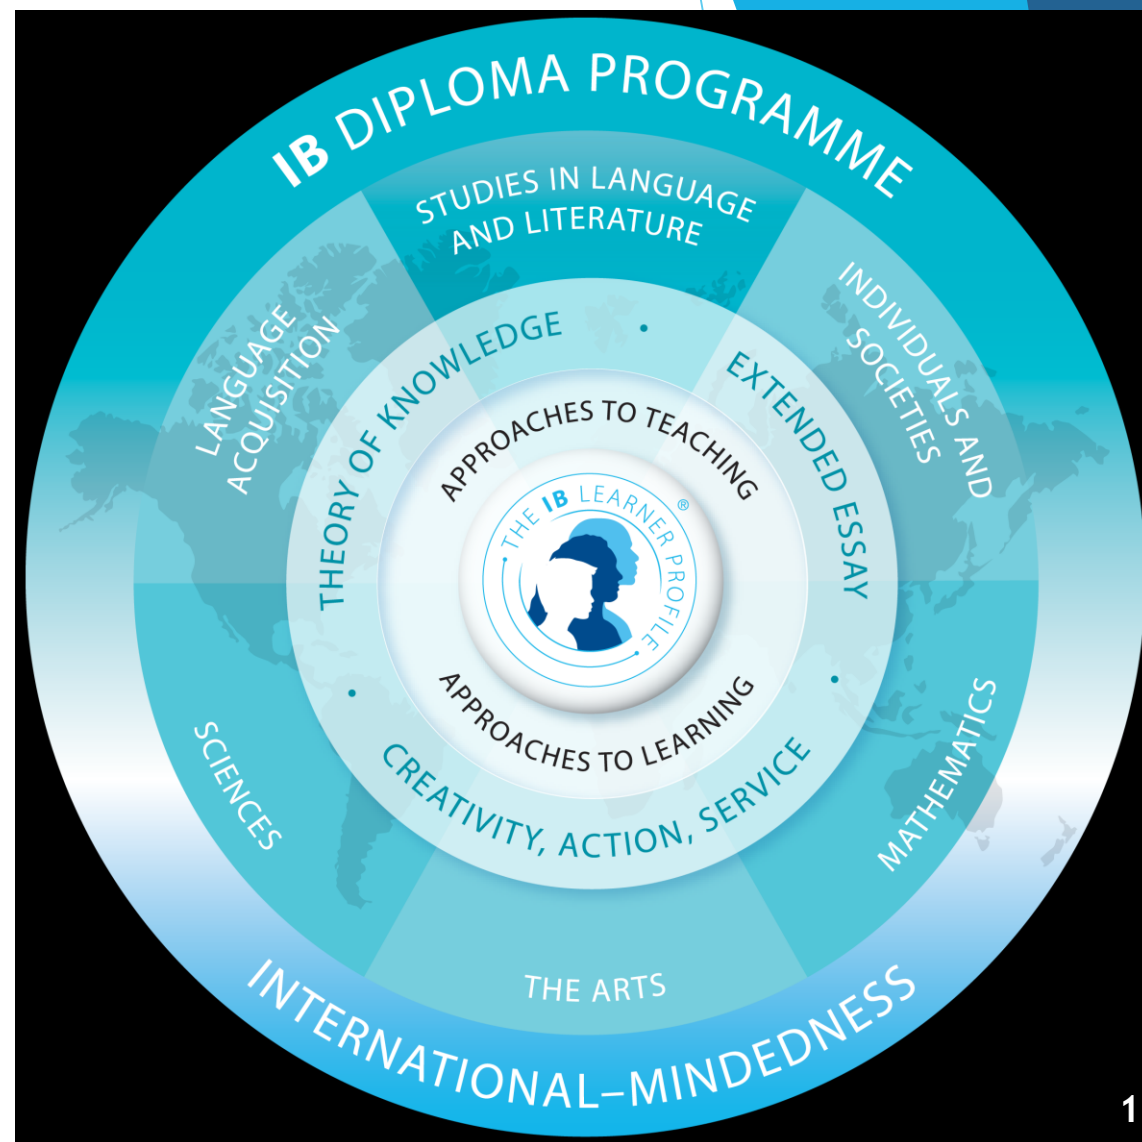 IB DIPLOMA PROGRAMME
STUDIES IN LANGUAGE
AND LITERATURE
LANGUAGE
ACQUISITION
INDIVIDUALS AND
SOCIETIES
THEORY OF KNOWLEDGE
•
EXTENDED ESSAY
•
CREATIVITY, ACTION, SERVICE
•
APPROACHES TO TEACHING
• THE IB LEARNER PROFILE • ®
APPROACHES TO LEARNING
SCIENCES
MATHEMATICS
THE ARTS
INTERNATIONAL–MINDEDNESS
1